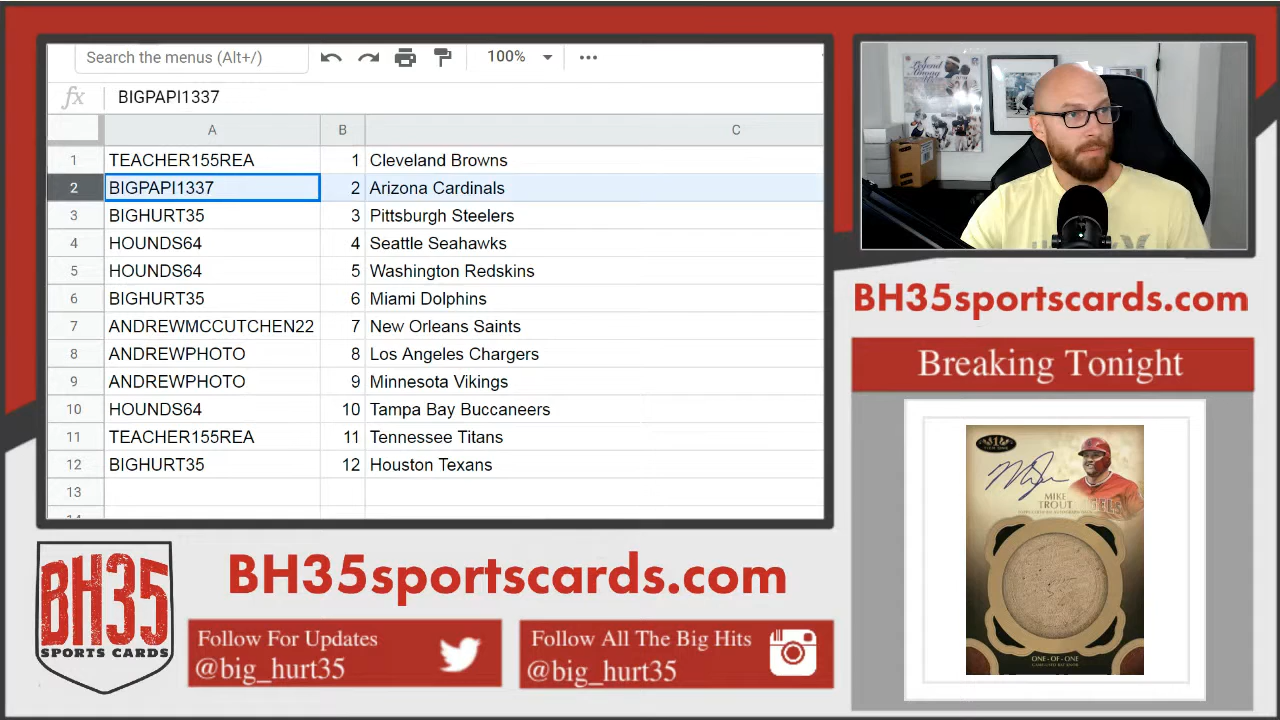 Search the menus (Alt+/)
100%
fx BIGPAPI1337
A B C
1 TEACHER155REA 1 Cleveland Browns
2 BIGPAPI1337 2 Arizona Cardinals
3 BIGHURT35 3 Pittsburgh Steelers
4 HOUNDS64 4 Seattle Seahawks
5 HOUNDS64 5 Washington Redskins
6 BIGHURT35 6 Miami Dolphins
7 ANDREWMCCUTCHEN22 7 New Orleans Saints
8 ANDREWPHOTO 8 Los Angeles Chargers
9 ANDREWPHOTO 9 Minnesota Vikings
10 HOUNDS64 10 Tampa Bay Buccaneers
11 TEACHER155REA 11 Tennessee Titans
12 BIGHURT35 12 Houston Texans
13
BH35sportscards.com
Breaking Tonight
MIKE
TROUT
ONE-OF-ONE
BH35
SPORTS CARDS
BH35sportscards.com
Follow For Updates
@big_hurt35
Follow All The Big Hits
@big_hurt35